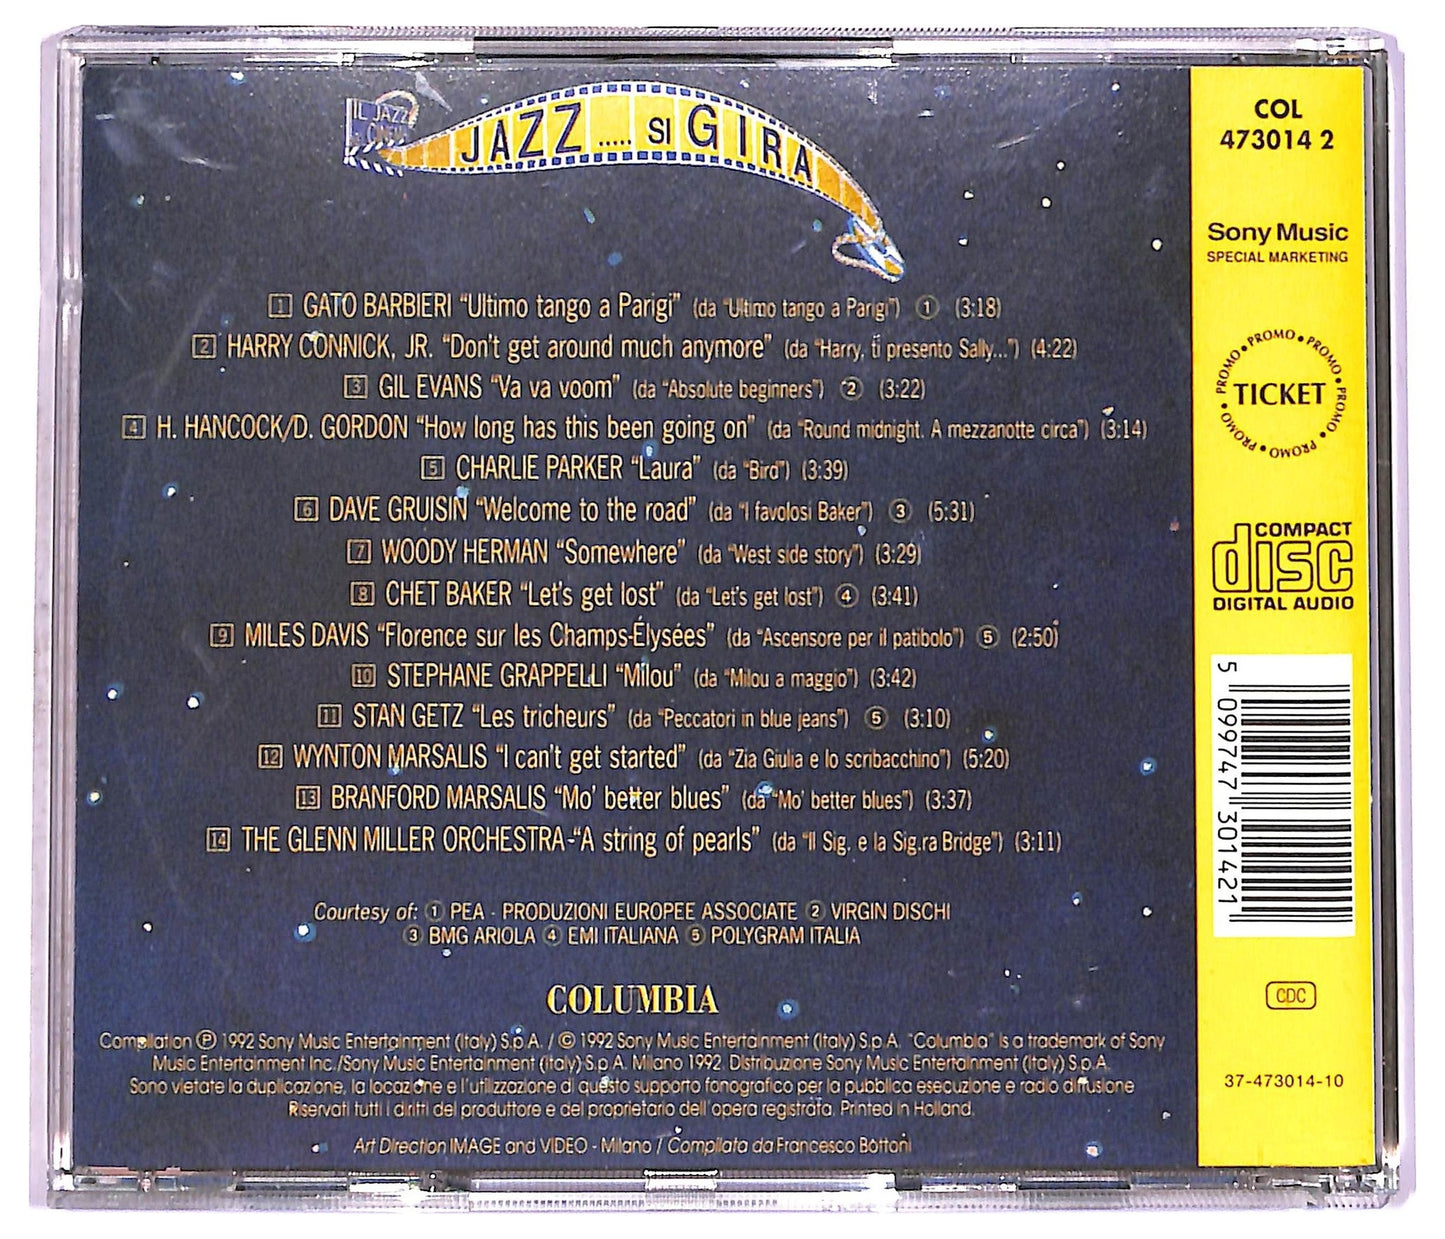 IL JAZZ
CINEMA
JAZZ ..... SI GIRA
1 GATO BARBIERI “Ultimo tango a Parigi” (da “Ultimo tango a Parigi”) 1 (3:18)
2 HARRY CONNICK, JR. “Don't get around much anymore” (da “Harry, ti presento Sally...”) (4:22)
3 GIL EVANS “Va va voom” (da “Absolute beginners”) 2 (3:22)
4 H. HANCOCK/D. GORDON “How long has this been going on” (da “Round midnight. A mezzanotte circa”) (3:14)
5 CHARLIE PARKER “Laura” (da “Bird”) (3:39)
6 DAVE GRUISIN “Welcome to the road” (da “I favolosi Baker”) 3 (5:31)
7 WOODY HERMAN “Somewhere” (da “West side story”) (3:29)
8 CHET BAKER “Let's get lost” (da “Let's get lost”) 4 (3:41)
9 MILES DAVIS “Florence sur les Champs-Élysées” (da “Ascensore per il patibolo”) 5 (2:50)
10 STEPHANE GRAPPELLI “Milou” (da “Milou a maggio”) (3:42)
11 STAN GETZ “Les tricheurs” (da “Peccatori in blue jeans”) 5 (3:10)
12 WYNTON MARSALIS “I can't get started” (da “Zia Giulia e lo scribacchino”) (5:20)
13 BRANFORD MARSALIS “Mo' better blues” (da “Mo' better blues”) (3:37)
14 THE GLENN MILLER ORCHESTRA-“A string of pearls” (da “Il Sig. e la Sig.ra Bridge”) (3:11)
Courtesy of: 1 PEA - PRODUZIONI EUROPEE ASSOCIATE 2 VIRGIN DISCHI
3 BMG ARIOLA 4 EMI ITALIANA 5 POLYGRAM ITALIA
COLUMBIA
Compilation ℗ 1992 Sony Music Entertainment (Italy) S.p.A. / © 1992 Sony Music Entertainment (Italy) S.p.A. “Columbia” is a trademark of Sony
Music Entertainment Inc./Sony Music Entertainment (Italy) S.p.A. Milano 1992. Distribuzione Sony Music Entertainment (Italy) S.p.A.
Sono vietate la duplicazione, la locazione e l'utilizzazione di questo supporto fonografico per la pubblica esecuzione e radio diffusione
Riservati tutti i diritti del produttore e del proprietario dell'opera registrata. Printed in Holland.
Art Direction IMAGE and VIDEO - Milano / Compilata da Francesco Bottoni
COL
473014 2
Sony Music
SPECIAL MARKETING
PROMO • PROMO • PROMO • PROMO • PROMO • PROMO • PROMO •
TICKET
COMPACT
disc
DIGITAL AUDIO
5 099747 301421
CDC
37-473014-10